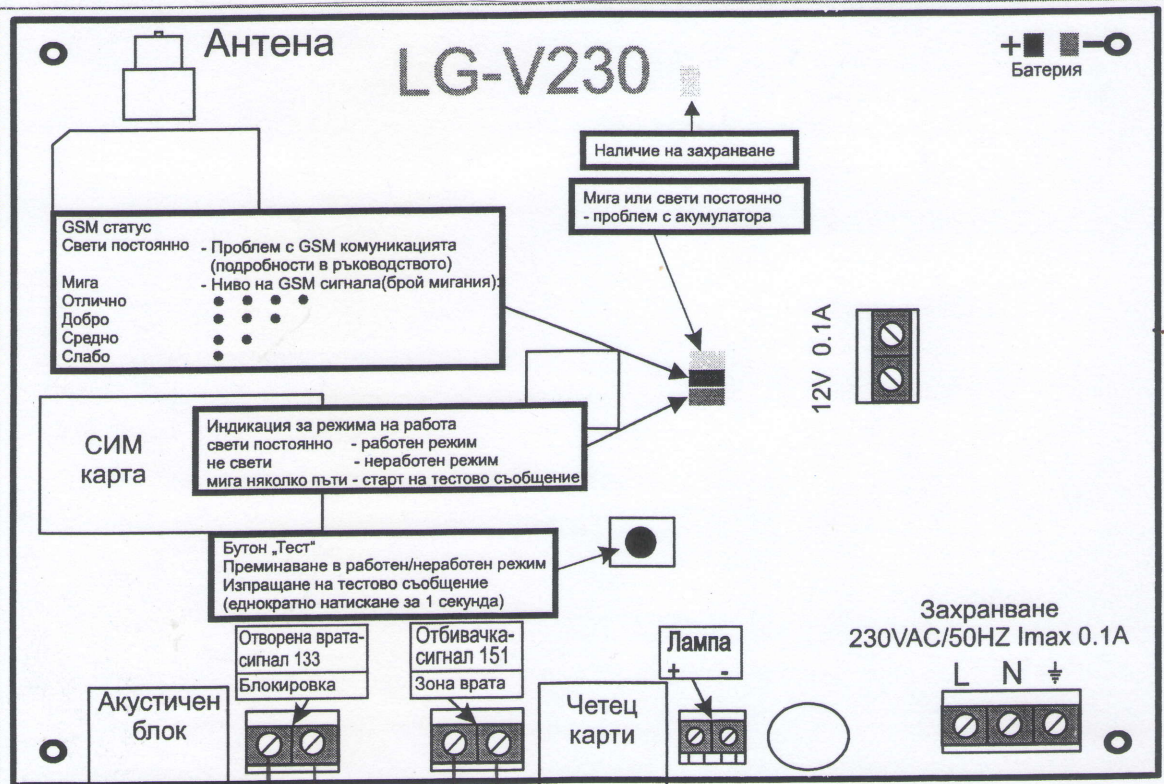 Антена
LG-V230
+ -
Батерия
Наличие на захранване
Мига или свети постоянно
- проблем с акумулатора
GSM статус
Свети постоянно - Проблем с GSM комуникацията
(подробности в ръководството)
Мига - Ниво на GSM сигнала(брой мигания):
Отлично
Добро
Средно
Слабо
12V 0.1A
СИМ
карта
Индикация за режима на работа
свети постоянно - работен режим
не свети - неработен режим
мига няколко пъти - старт на тестово съобщение
Бутон „Тест“
Преминаване в работен/неработен режим
Изпращане на тестово съобщение
(еднократно натискане за 1 секунда)
Захранване
230VAC/50HZ Imax 0.1A
L N
Отворена врата-
сигнал 133
Блокировка
Отбивачка-
сигнал 151
Зона врата
Лампа
+ -
Акустичен
блок
Четец
карти